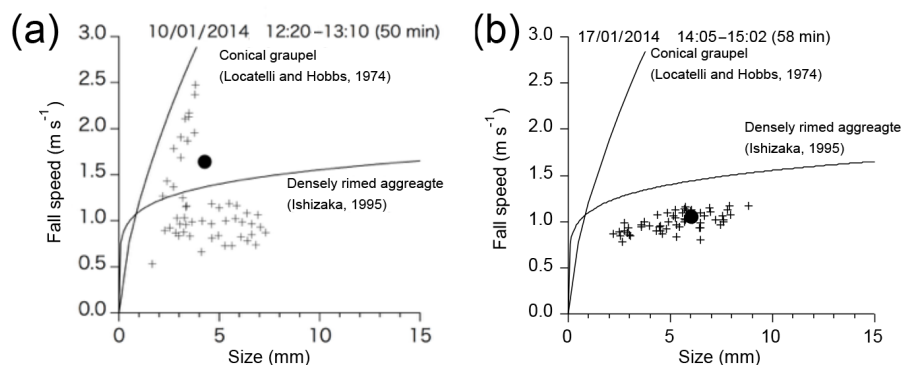 (a)
10/01/2014 12:20–13:10 (50 min)
Conical graupel
(Locatelli and Hobbs, 1974)
Densely rimed aggreagte
(Ishizaka, 1995)
Fall speed (m s⁻¹)
3.0
2.5
2.0
1.5
1.0
0.5
0.0
0 5 10 15
Size (mm)
(b)
17/01/2014 14:05–15:02 (58 min)
Conical graupel
(Locatelli and Hobbs, 1974)
Densely rimed aggreagte
(Ishizaka, 1995)
Fall speed (m s⁻¹)
3.0
2.5
2.0
1.5
1.0
0.5
0.0
0 5 10 15
Size (mm)